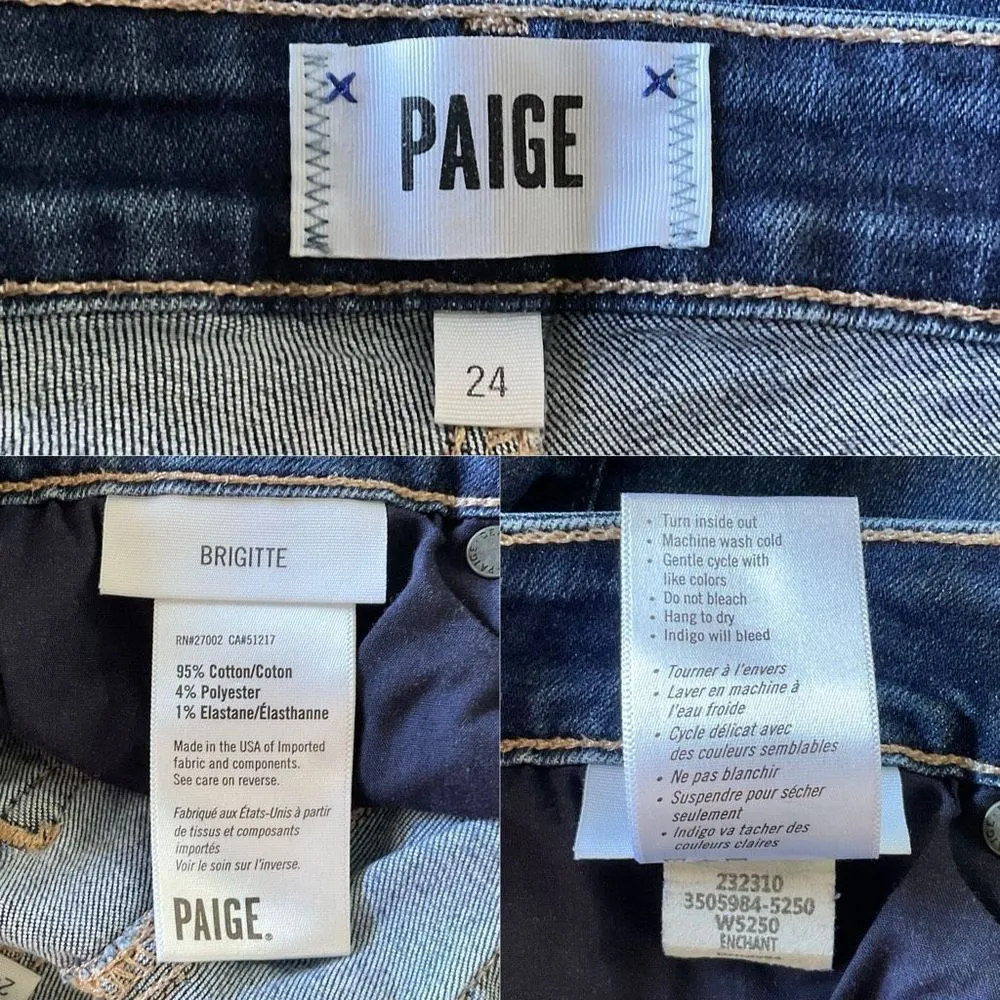 PAIGE
24
BRIGITTE
RN#27002 CA#51217
95% Cotton/Coton
4% Polyester
1% Elastane/Élasthanne
Made in the USA of Imported
fabric and components.
See care on reverse.
Fabriqué aux États-Unis à partir
de tissus et composants
importés
Voir le soin sur l'inverse.
PAIGE®
• Turn inside out
• Machine wash cold
• Gentle cycle with
like colors
• Do not bleach
• Hang to dry
• Indigo will bleed
• Tourner à l'envers
• Laver en machine à
l'eau froide
• Cycle délicat avec
des couleurs semblables
• Ne pas blanchir
• Suspendre pour sécher
seulement
• Indigo va tacher des
couleurs claires
232310
3505984-5250
W5250
ENCHANT